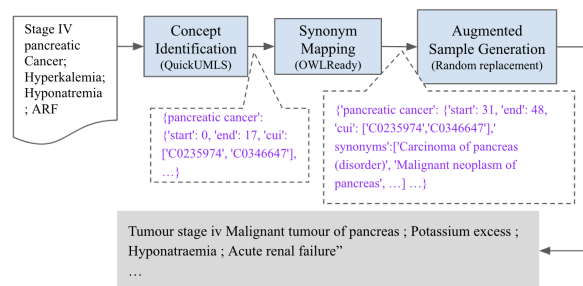 Stage IV
pancreatic
Cancer;
Hyperkalemia;
Hyponatremia
; ARF
Concept
Identification
(QuickUMLS)
Synonym
Mapping
(OWLReady)
Augmented
Sample Generation
(Random replacement)
{pancreatic cancer':
{'start': 0, 'end': 17, 'cui':
['C0235974', 'C0346647'],
…}
{'pancreatic cancer': {'start': 31, 'end': 48,
'cui': ['C0235974','C0346647'],'
synonyms':['Carcinoma of pancreas
(disorder)', 'Malignant neoplasm of
pancreas', …] …}
Tumour stage iv Malignant tumour of pancreas ; Potassium excess ;
Hyponatraemia ; Acute renal failure”
…